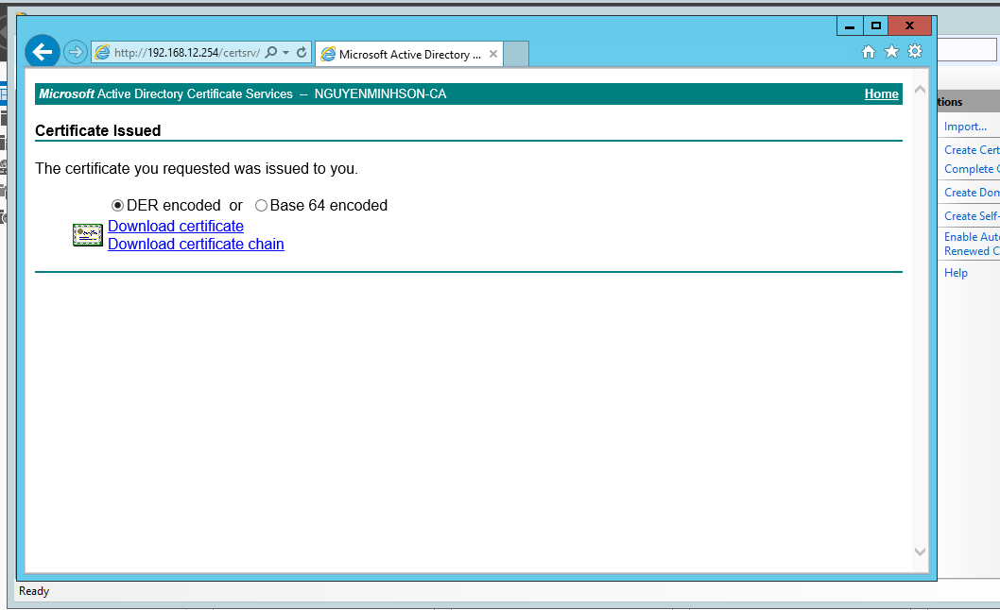 http://192.168.12.254/certsrv/
Microsoft Active Directory ...
Microsoft Active Directory Certificate Services -- NGUYENMINHSON-CA
Home
Certificate Issued
The certificate you requested was issued to you.
DER encoded or Base 64 encoded
Download certificate
Download certificate chain
tions
Import...
Create Cert
Complete C
Create Dom
Create Self-
Enable Aut
Renewed C
Help
Ready